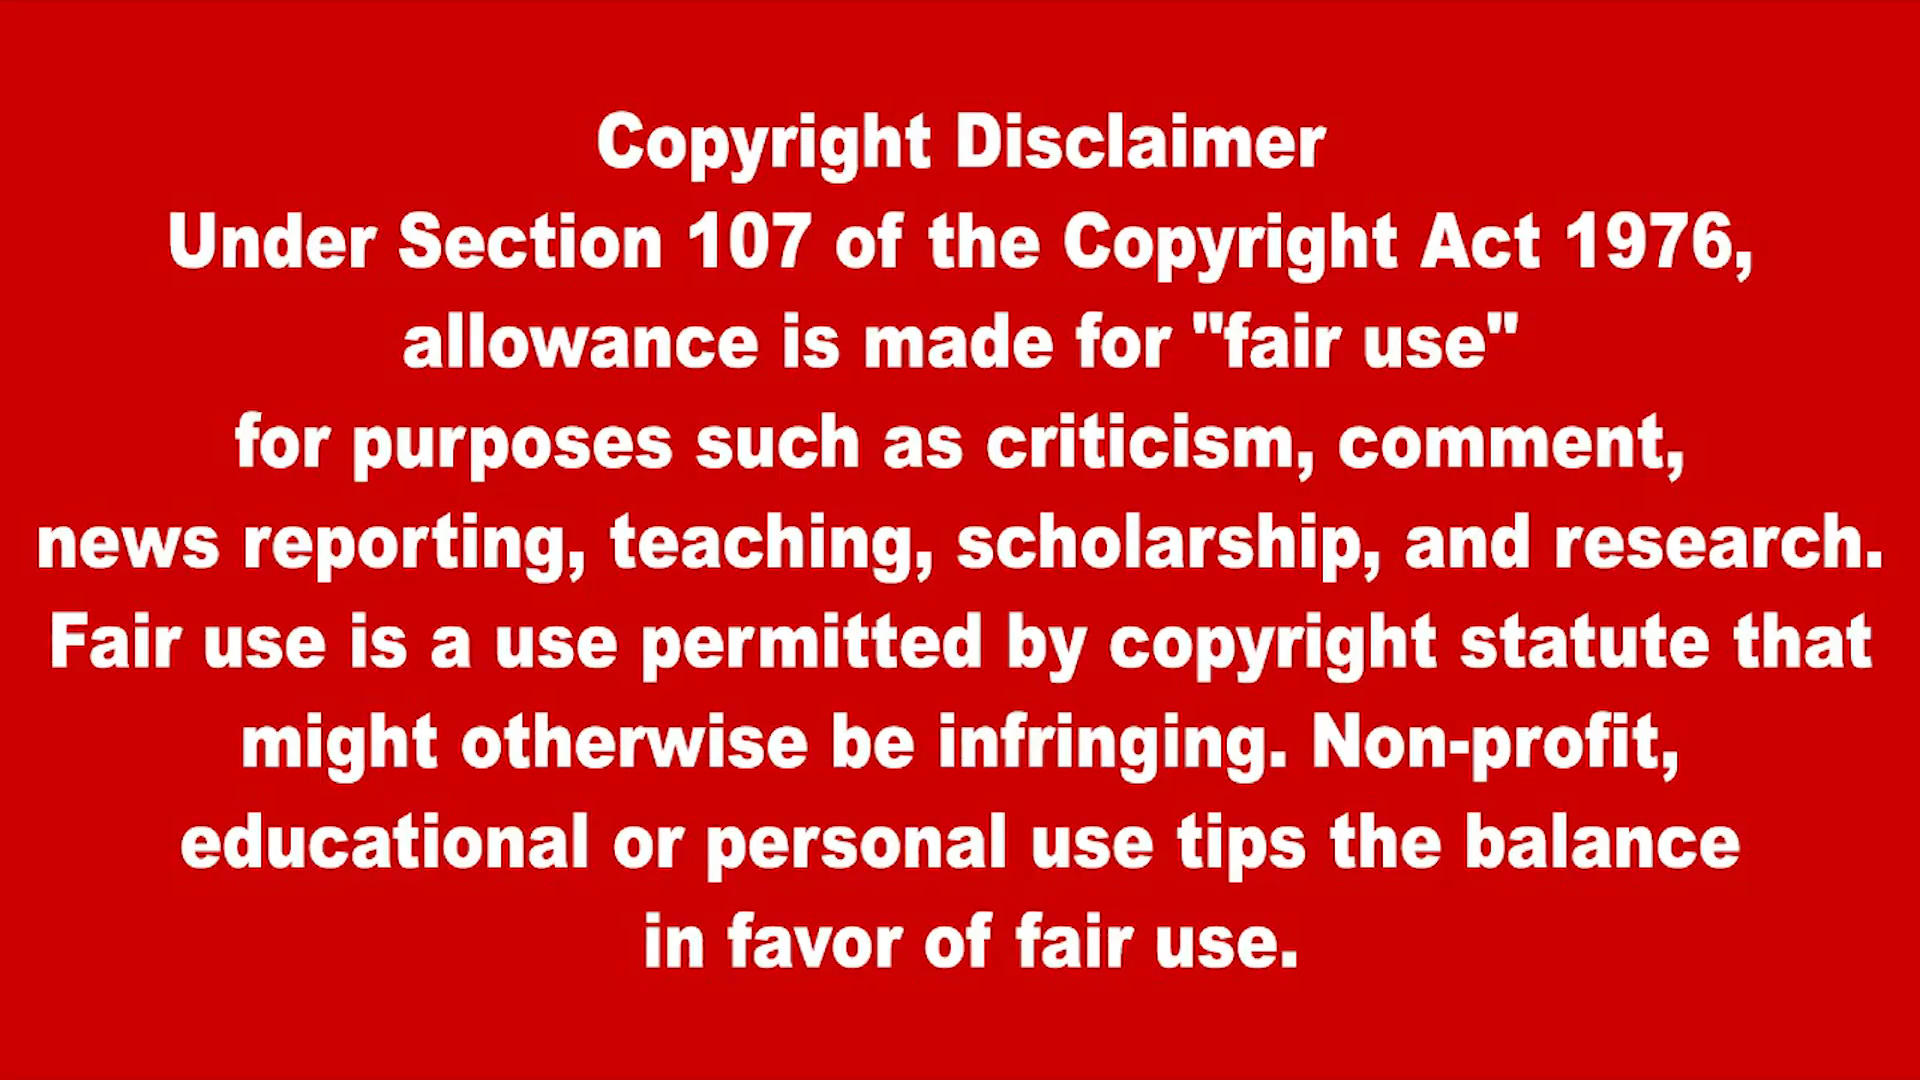 Copyright Disclaimer
Under Section 107 of the Copyright Act 1976,
allowance is made for "fair use"
for purposes such as criticism, comment,
news reporting, teaching, scholarship, and research.
Fair use is a use permitted by copyright statute that
might otherwise be infringing. Non-profit,
educational or personal use tips the balance
in favor of fair use.